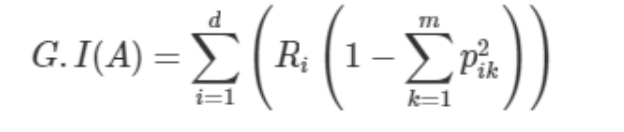 G.I(A) = \sum_{i=1}^{d} \left( R_i \left( 1 - \sum_{k=1}^{m} p_{ik}^2 \right) \right)